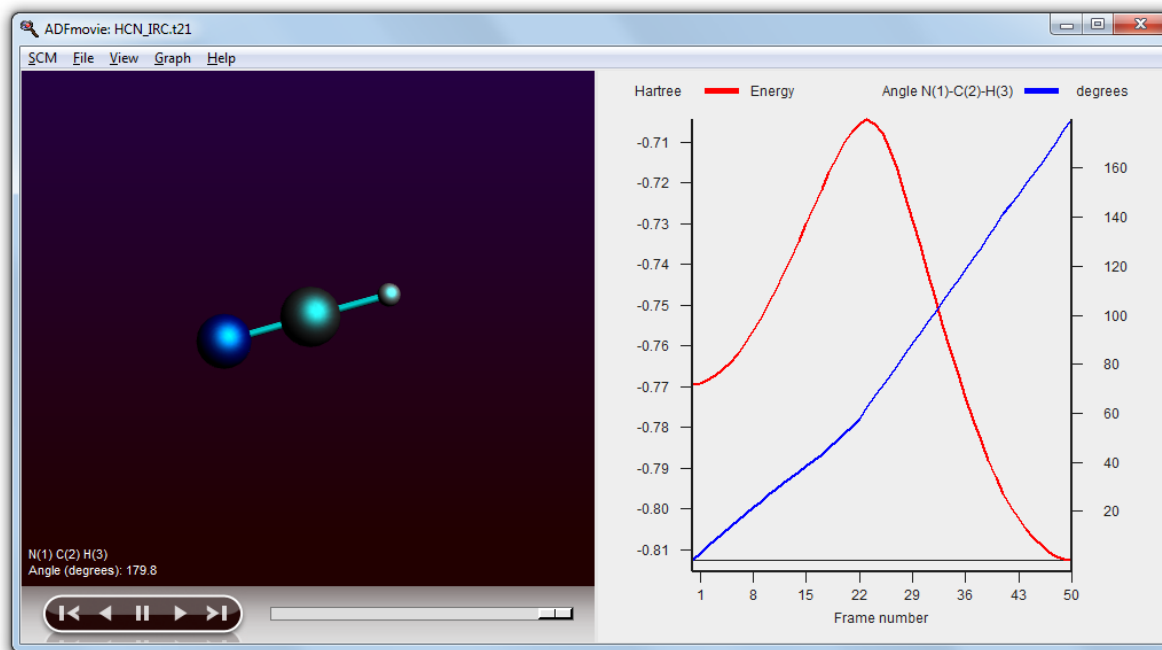 ADFmovie: HCN_IRC.t21
SCM File View Graph Help
Hartree Energy Angle N(1)-C(2)-H(3) degrees
-0.71
-0.72
-0.73
-0.74
-0.75
-0.76
-0.77
-0.78
-0.79
-0.80
-0.81
160
140
120
100
80
60
40
20
1 8 15 22 29 36 43 50
Frame number
N(1) C(2) H(3)
Angle (degrees): 179.8